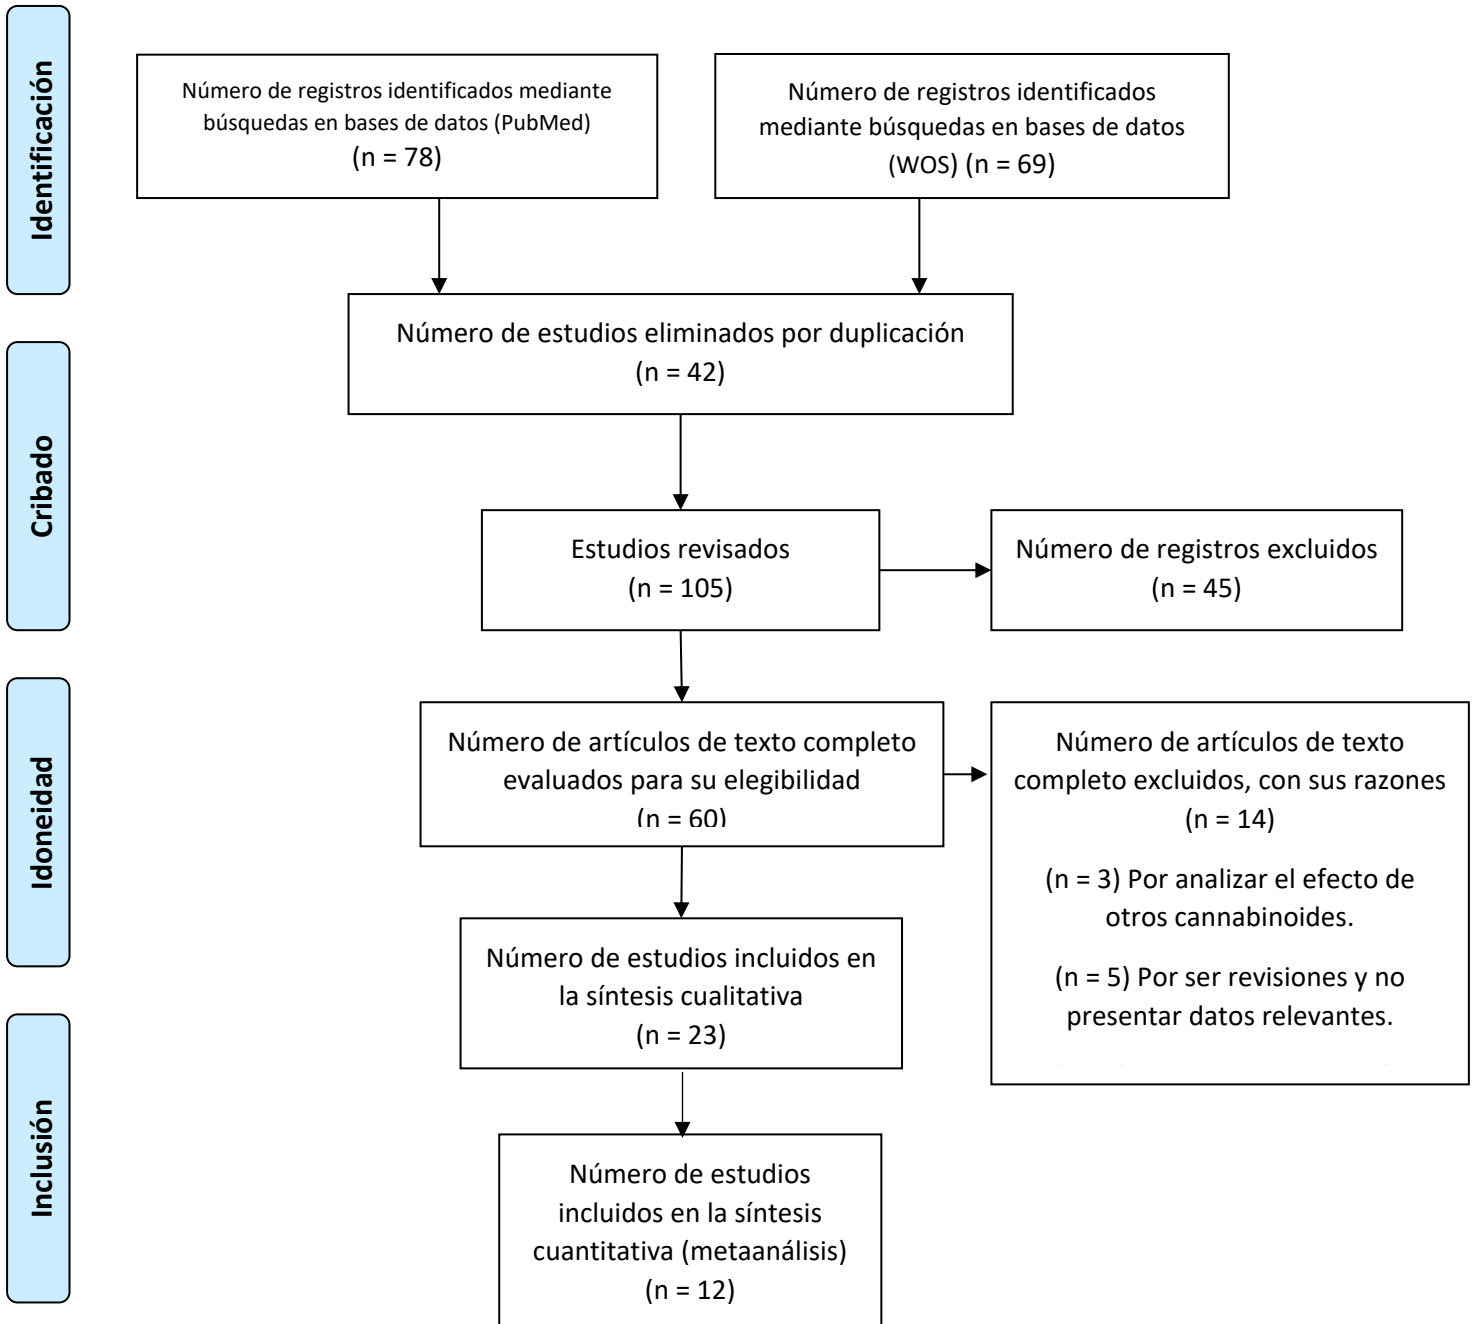 Identificación
Número de registros identificados mediante
búsquedas en bases de datos (PubMed)
(n = 78)
Número de registros identificados
mediante búsquedas en bases de datos
(WOS) (n = 69)
Número de estudios eliminados por duplicación
(n = 42)
Cribado
Estudios revisados
(n = 105)
Número de registros excluidos
(n = 45)
Idoneidad
Número de artículos de texto completo
evaluados para su elegibilidad
(n = 60)
Número de artículos de texto
completo excluidos, con sus razones
(n = 14)
(n = 3) Por analizar el efecto de
otros cannabinoides.
(n = 5) Por ser revisiones y no
presentar datos relevantes.
Número de estudios incluidos en
la síntesis cualitativa
(n = 23)
Inclusión
Número de estudios
incluidos en la síntesis
cuantitativa (metaanálisis)
(n = 12)